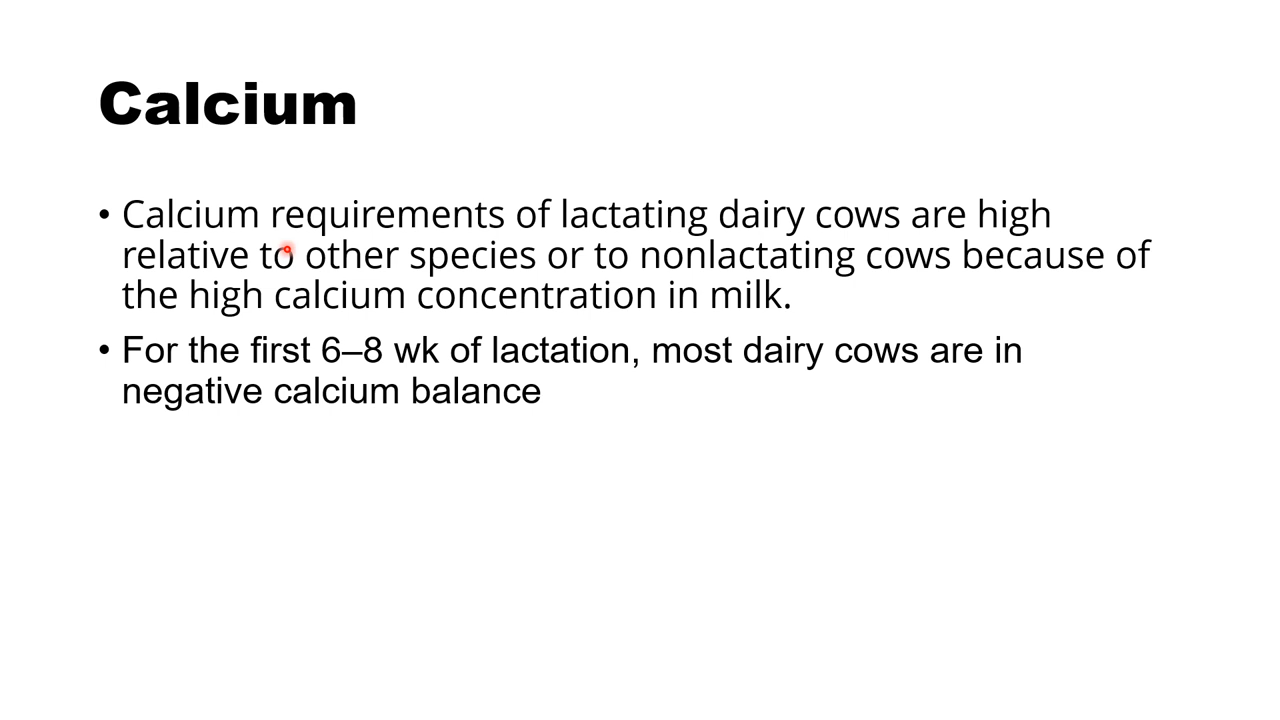 Calcium
• Calcium requirements of lactating dairy cows are high
relative to other species or to nonlactating cows because of
the high calcium concentration in milk.
• For the first 6–8 wk of lactation, most dairy cows are in
negative calcium balance